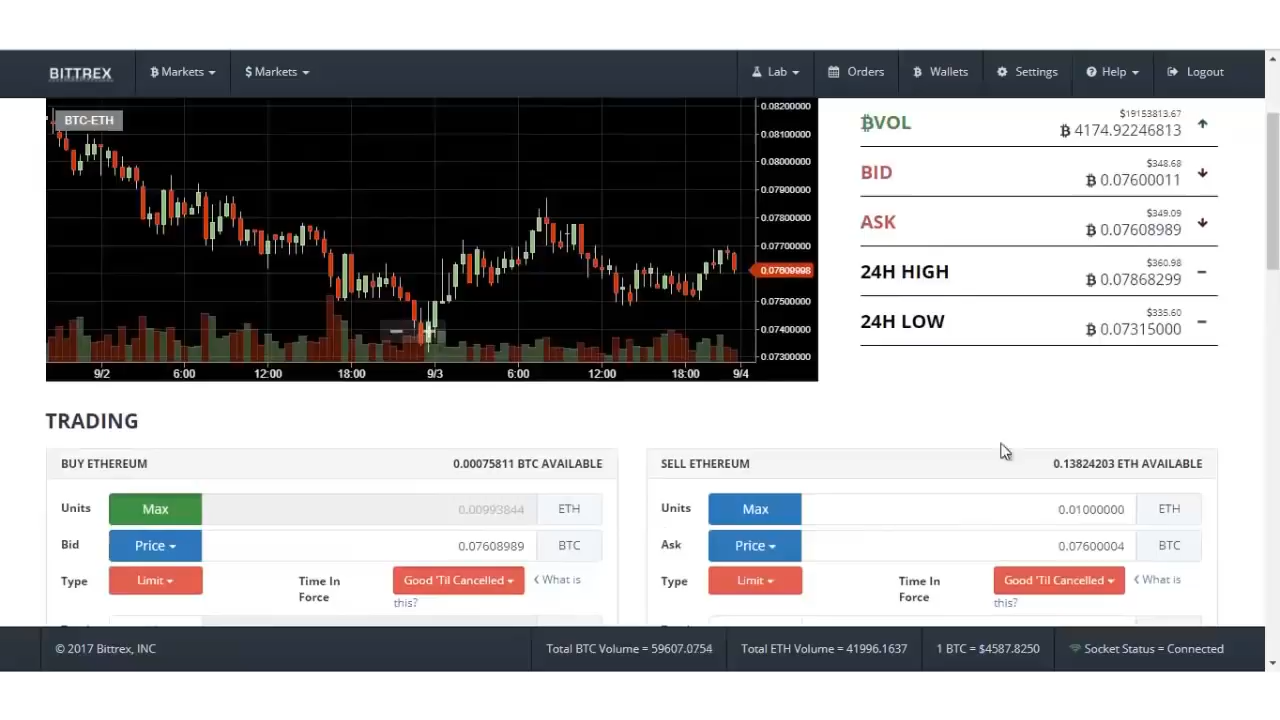 BITTREX
Markets
$ Markets
Lab
Orders
Wallets
Settings
Help
Logout
BTC-ETH
0.08200000
0.08100000
0.08000000
0.07900000
0.07800000
0.07700000
0.07609998
0.07500000
0.07400000
0.07300000
9/2
6:00
12:00
18:00
9/3
6:00
12:00
18:00
9/4
฿VOL
$19153813.67
฿ 4174.92246813
BID
$348.68
฿ 0.07600011
ASK
$349.09
฿ 0.07608989
24H HIGH
$360.98
฿ 0.07868299
24H LOW
$335.60
฿ 0.07315000
TRADING
BUY ETHEREUM
0.00075811 BTC AVAILABLE
Units
Max
0.00993844
ETH
Bid
Price
0.07608989
BTC
Type
Limit
Time In
Force
Good 'Til Cancelled
What is
this?
SELL ETHEREUM
0.13824203 ETH AVAILABLE
Units
Max
0.01000000
ETH
Ask
Price
0.07600004
BTC
Type
Limit
Time In
Force
Good 'Til Cancelled
What is
this?
© 2017 Bittrex, INC
Total BTC Volume = 59607.0754
Total ETH Volume = 41996.1637
1 BTC = $4587.8250
Socket Status = Connected